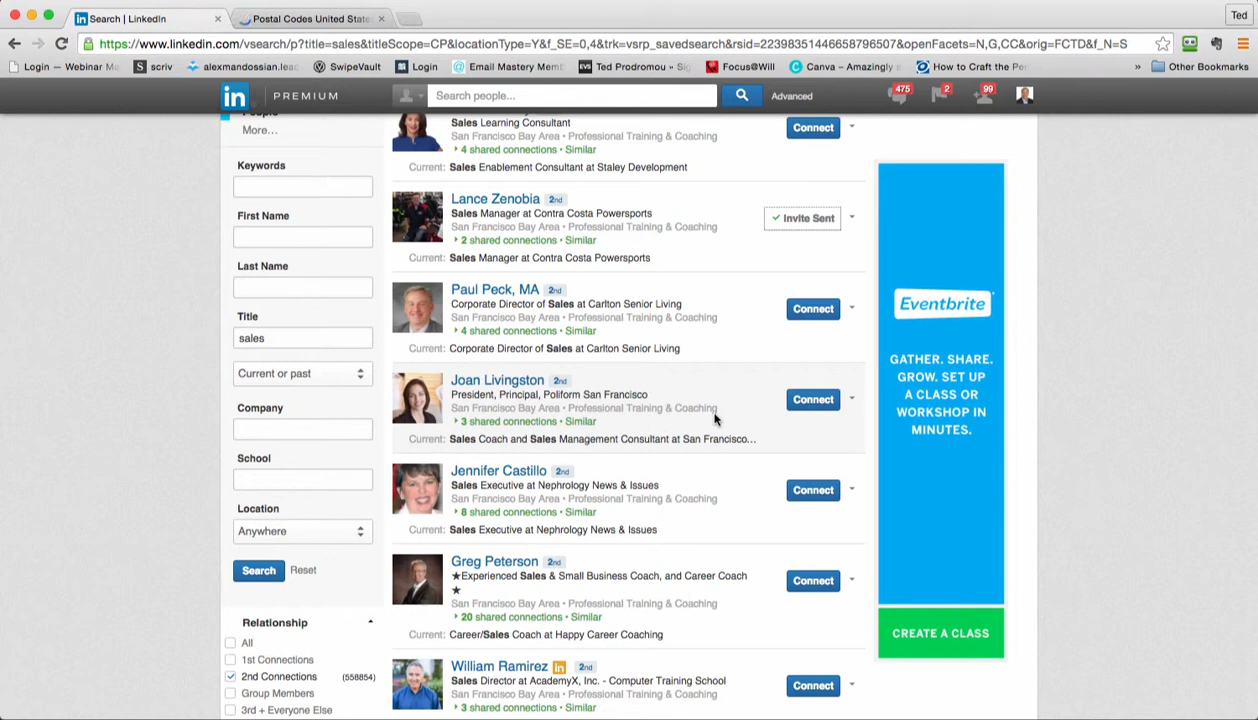 Search | LinkedIn
Postal Codes United State
Ted
https://www.linkedin.com/vsearch/p?title=sales&titleScope=CP&locationType=Y&f_SE=0,4&trk=vsrp_savedsearch&rsid=22398351446658796507&openFacets=N,G,CC&orig=FCTD&f_N=S
Login — Webinar M
scriv
alexmandossian.lea
SwipeVault
Login
Email Mastery Mem
Ted Prodromou » Si
Focus@Will
Canva – Amazingly s
How to Craft the Pe
»
Other Bookmarks
in
PREMIUM
Search people...
Advanced
475
2
99
More...
Keywords
First Name
Last Name
Title
sales
Current or past
Company
School
Location
Anywhere
Search
Reset
Relationship
All
1st Connections
2nd Connections (558854)
Group Members
3rd + Everyone Else
Sales Learning Consultant
San Francisco Bay Area • Professional Training & Coaching
4 shared connections • Similar
Current: Sales Enablement Consultant at Staley Development
Connect
Lance Zenobia 2nd
Sales Manager at Contra Costa Powersports
San Francisco Bay Area • Professional Training & Coaching
2 shared connections • Similar
Current: Sales Manager at Contra Costa Powersports
✓ Invite Sent
Paul Peck, MA 2nd
Corporate Director of Sales at Carlton Senior Living
San Francisco Bay Area • Professional Training & Coaching
4 shared connections • Similar
Current: Corporate Director of Sales at Carlton Senior Living
Connect
Joan Livingston 2nd
President, Principal, Poliform San Francisco
San Francisco Bay Area • Professional Training & Coaching
3 shared connections • Similar
Current: Sales Coach and Sales Management Consultant at San Francisco...
Connect
Jennifer Castillo 2nd
Sales Executive at Nephrology News & Issues
San Francisco Bay Area • Professional Training & Coaching
8 shared connections • Similar
Current: Sales Executive at Nephrology News & Issues
Connect
Greg Peterson 2nd
★Experienced Sales & Small Business Coach, and Career Coach
★
San Francisco Bay Area • Professional Training & Coaching
20 shared connections • Similar
Current: Career/Sales Coach at Happy Career Coaching
Connect
William Ramirez in 2nd
Sales Director at AcademyX, Inc. - Computer Training School
San Francisco Bay Area • Professional Training & Coaching
3 shared connections • Similar
Connect
Eventbrite
GATHER. SHARE.
GROW. SET UP
A CLASS OR
WORKSHOP IN
MINUTES.
CREATE A CLASS